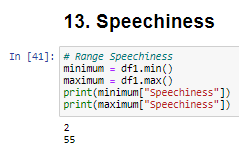 13. Speechiness
In [41]: # Range Speechiness
minimum = df1.min()
maximum = df1.max()
print(minimum["Speechiness"])
print(maximum["Speechiness"])
2
55